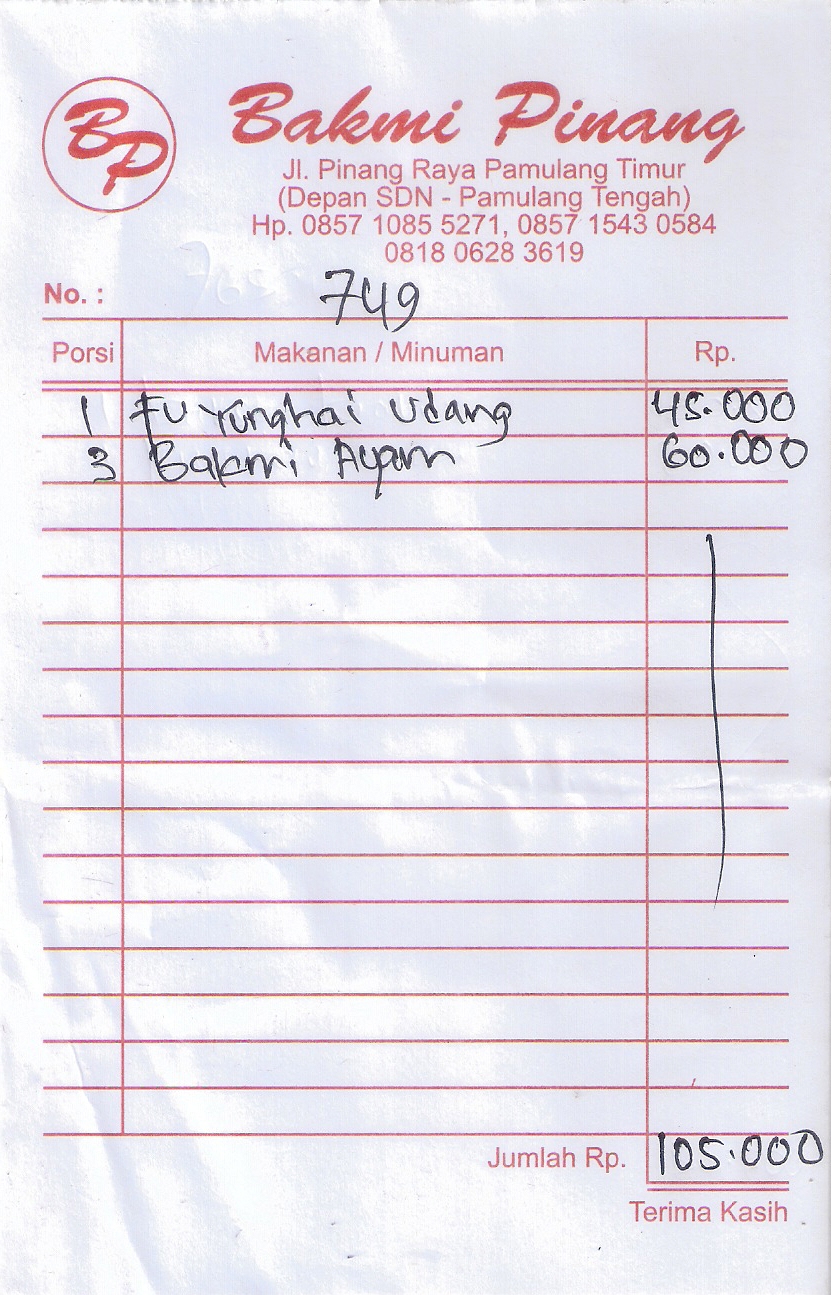 BP
Bakmi Pinang
Jl. Pinang Raya Pamulang Timur
(Depan SDN - Pamulang Tengah)
Hp. 0857 1085 5271, 0857 1543 0584
0818 0628 3619
No. : 749
Porsi Makanan / Minuman Rp.
1 Fu Yunghai Udang 45.000
3 Bakmi Ayam 60.000
Jumlah Rp. 105.000
Terima Kasih